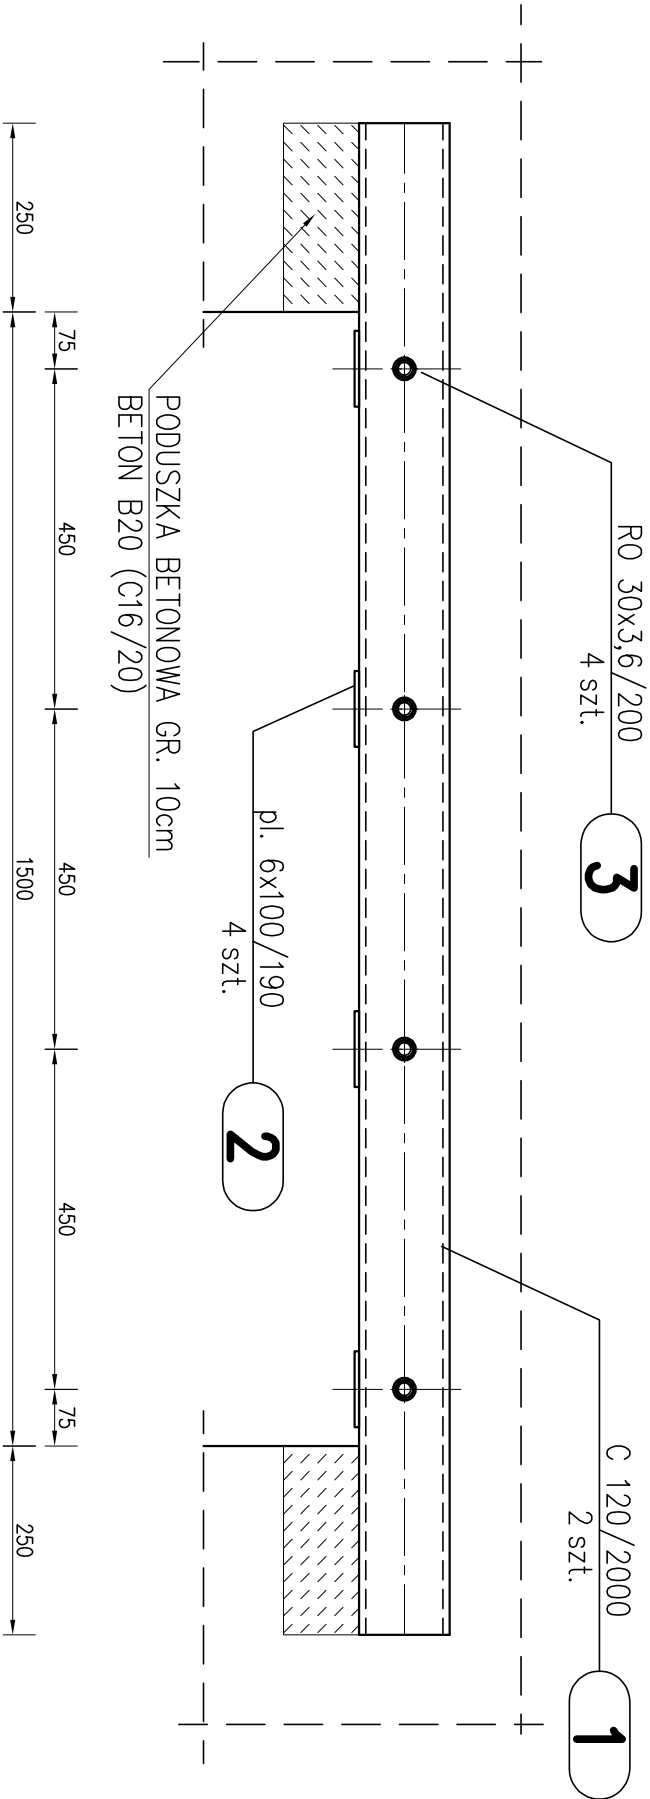 RO 30x3,6/200
4 szt.
3
C 120/2000
2 szt.
1
pl. 6x100/190
4 szt.
2
PODUSZKA BETONOWA GR. 10cm
BETON B20 (C16/20)
75
450
450
450
75
250
1500
250